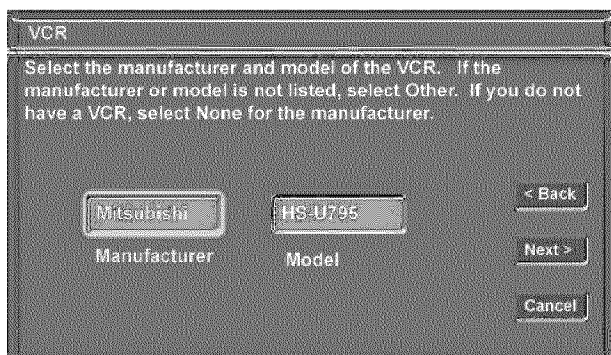 VCR
Select the manufacturer and model of the VCR. If the
manufacturer or model is not listed, select Other. If you do not
have a VCR, select None for the manufacturer.
Mitsubishi
HS-U795
< Back
Manufacturer
Model
Next >
Cancel